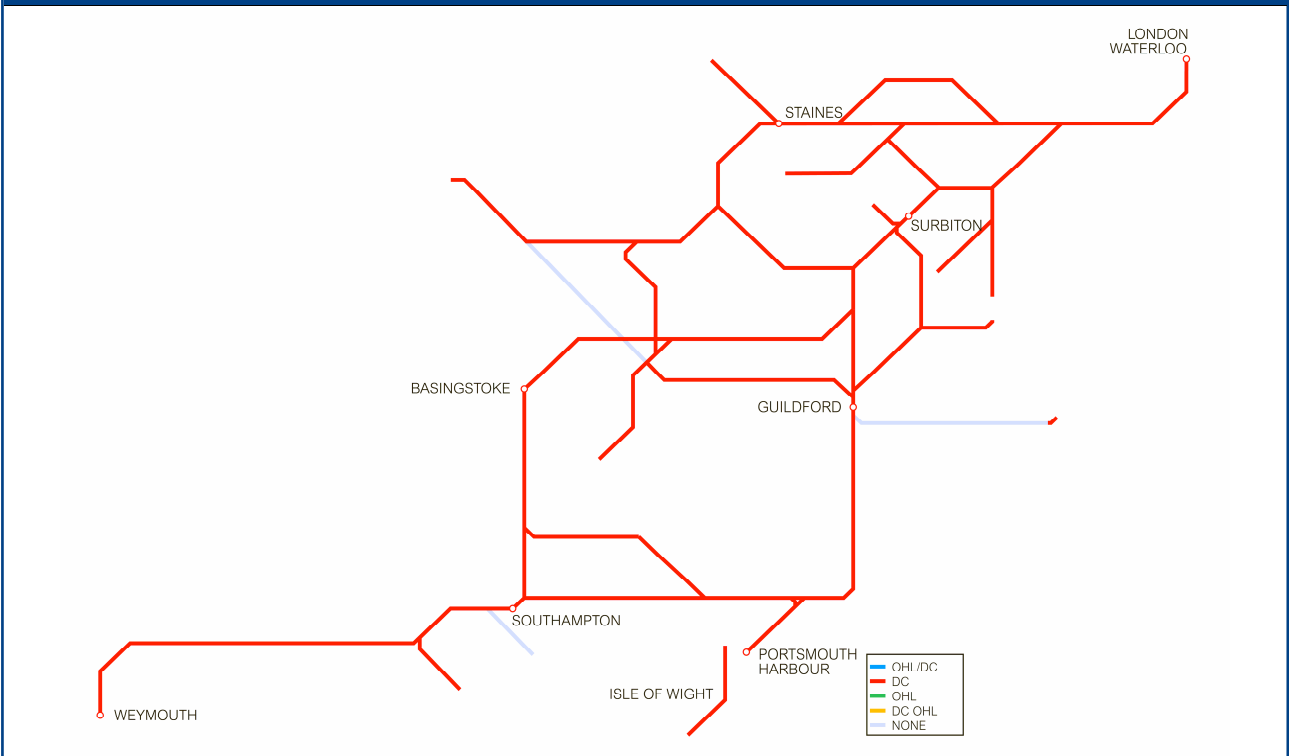 LONDON
WATERLOO
STAINES
SURBITON
BASINGSTOKE
GUILDFORD
SOUTHAMPTON
PORTSMOUTH
HARBOUR
ISLE OF WIGHT
WEYMOUTH
OHL/DC
DC
OHL
DC OHL
NONE